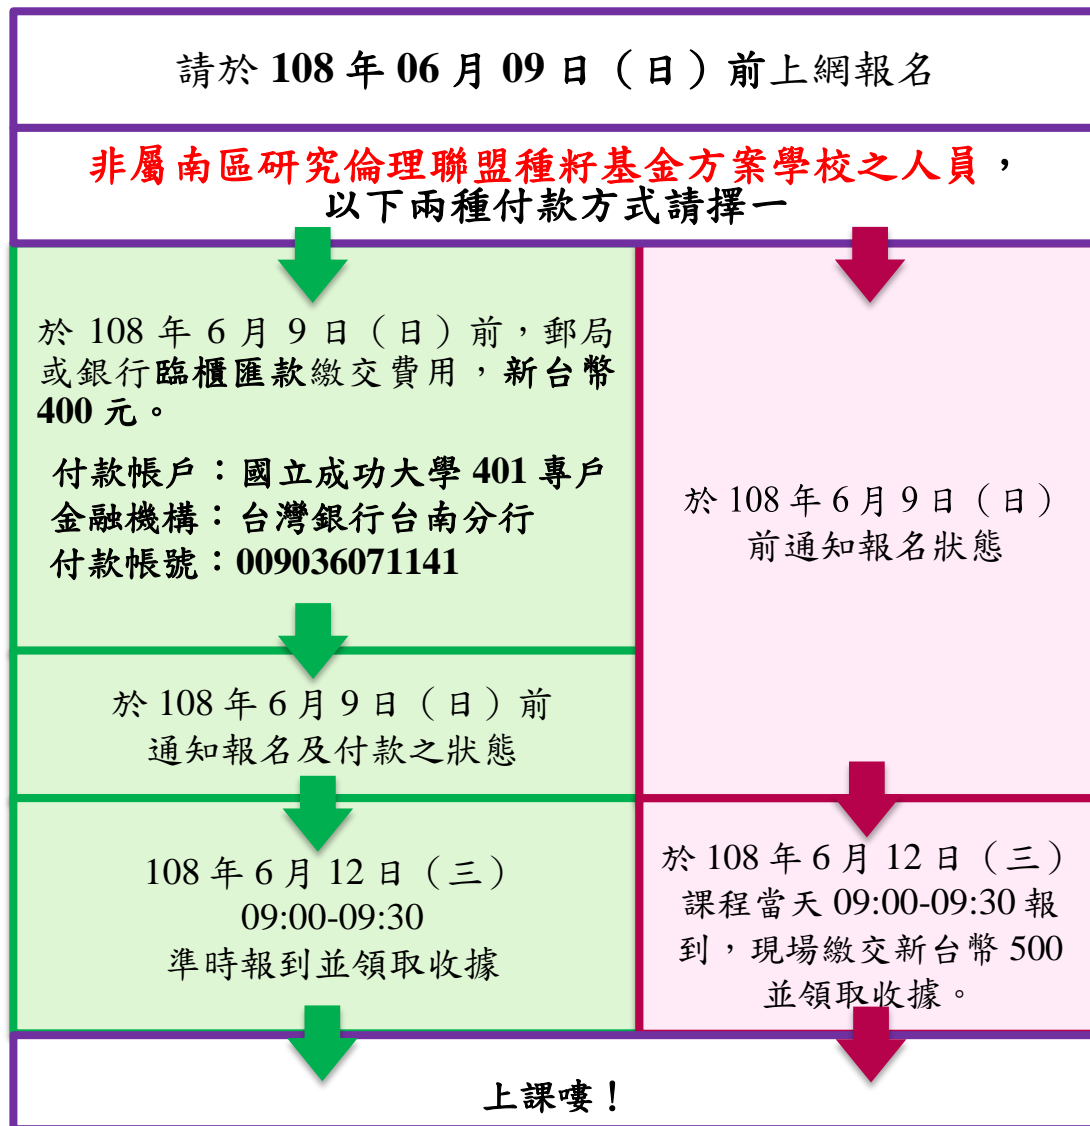 請於 108 年 06 月 09 日（日）前上網報名
非屬南區研究倫理聯盟種籽基金方案學校之人員，
以下兩種付款方式請擇一
於 108 年 6 月 9 日（日）前，郵局
或銀行臨櫃匯款繳交費用，新台幣
400 元。
付款帳戶：國立成功大學 401 專戶
金融機構：台灣銀行台南分行
付款帳號：009036071141
於 108 年 6 月 9 日（日）前
通知報名及付款之狀態
108 年 6 月 12 日（三）
09:00-09:30
準時報到並領取收據
於 108 年 6 月 9 日（日）
前通知報名狀態
於 108 年 6 月 12 日（三）
課程當天 09:00-09:30 報
到，現場繳交新台幣 500
並領取收據。
上課嘍！